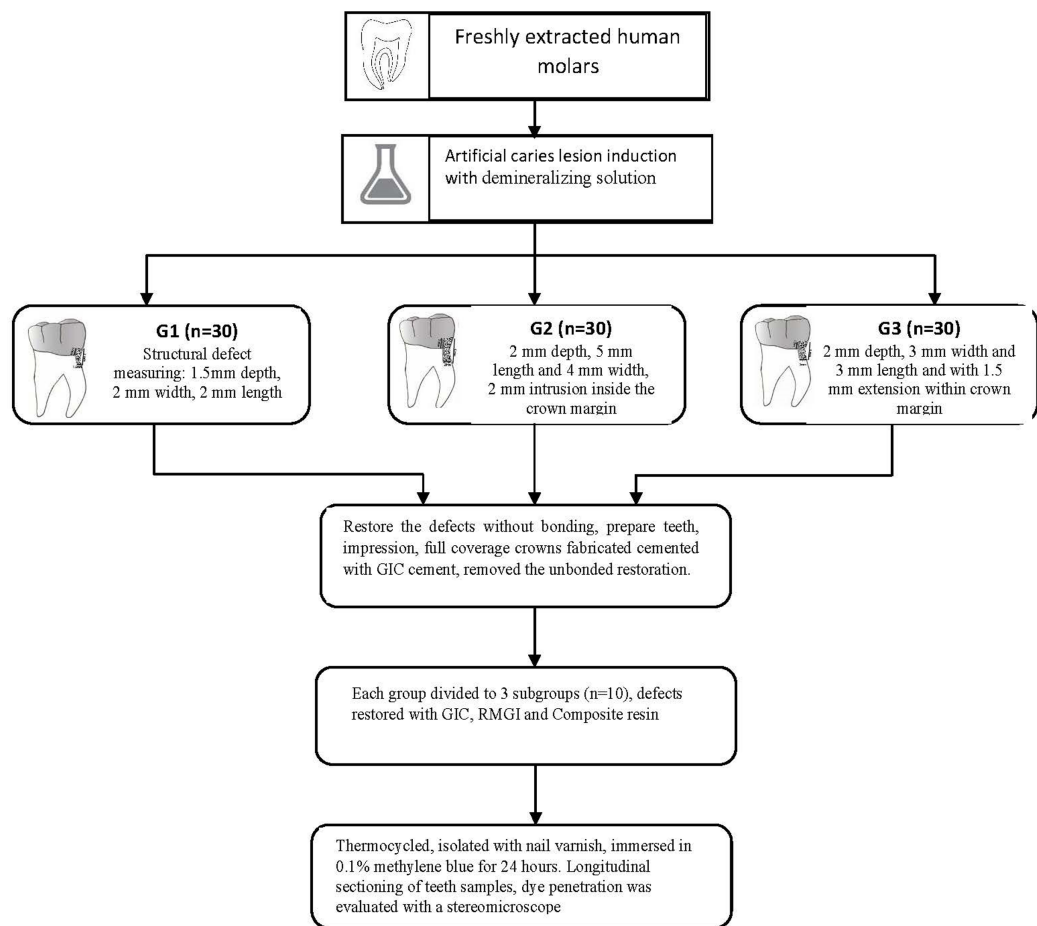 Freshly extracted human
molars
Artificial caries lesion induction
with demineralizing solution
G1 (n=30)
Structural defect
measuring: 1.5mm depth,
2 mm width, 2 mm length
G2 (n=30)
2 mm depth, 5 mm
length and 4 mm width,
2 mm intrusion inside the
crown margin
G3 (n=30)
2 mm depth, 3 mm width and
3 mm length and with 1.5
mm extension within crown
margin
Restore the defects without bonding, prepare teeth,
impression, full coverage crowns fabricated cemented
with GIC cement, removed the unbonded restoration.
Each group divided to 3 subgroups (n=10), defects
restored with GIC, RMGI and Composite resin
Thermocycled, isolated with nail varnish, immersed in
0.1% methylene blue for 24 hours. Longitudinal
sectioning of teeth samples, dye penetration was
evaluated with a stereomicroscope